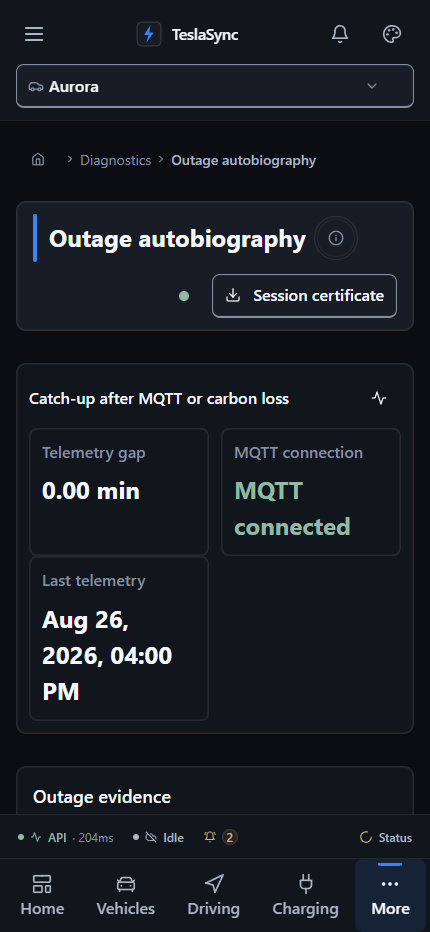 TeslaSync
Aurora
Diagnostics
Outage autobiography
Outage autobiography
Session certificate
Catch-up after MQTT or carbon loss
Telemetry gap
0.00 min
MQTT connection
MQTT
connected
Last telemetry
Aug 26,
2026, 04:00
PM
Outage evidence
API · 204ms
Idle
2
Status
Home
Vehicles
Driving
Charging
More